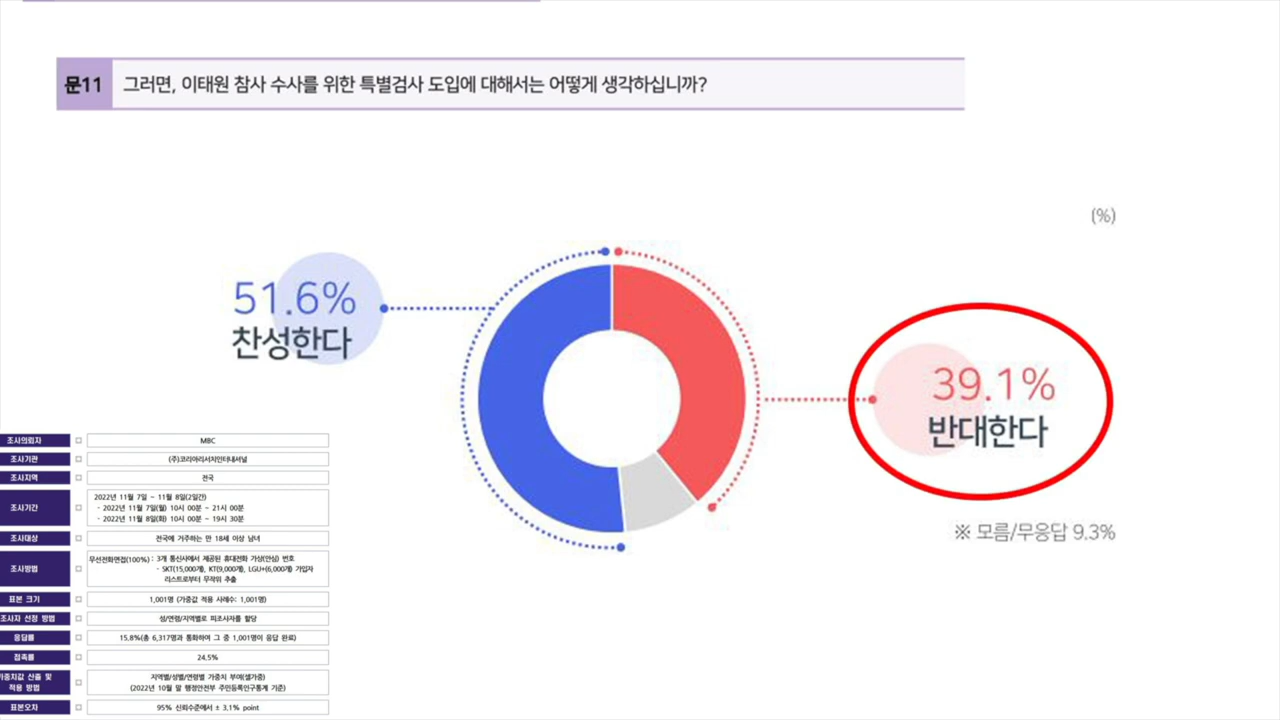 문11 그러면, 이태원 참사 수사를 위한 특별검사 도입에 대해서는 어떻게 생각하십니까?
(%)
51.6%
찬성한다
39.1%
반대한다
※ 모름/무응답 9.3%
조사의뢰자 □ MBC
조사기관 □ (주)코리아리서치인터내셔널
조사지역 □ 전국
조사기간 □ 2022년 11월 7일 ~ 11월 8일(2일간)
- 2022년 11월 7일(월) 10시 00분 ~ 21시 00분
- 2022년 11월 8일(화) 10시 00분 ~ 19시 30분
조사대상 □ 전국에 거주하는 만 18세 이상 남녀
조사방법 □ 무선전화면접(100%) : 3개 통신사에서 제공된 휴대전화 가상(안심) 번호
- SKT(15,000개), KT(9,000개), LGU+(6,000개) 가입자
리스트로부터 무작위 추출
표본 크기 □ 1,001명 (가중값 적용 사례수: 1,001명)
조사자 선정 방법 □ 성/연령/지역별로 피조사자를 할당
응답률 □ 15.8%(총 6,317명과 통화하여 그 중 1,001명이 응답 완료)
접촉률 □ 24.5%
가중치값 산출 및
적용 방법 □ 지역별/성별/연령별 가중치 부여(셀가중)
(2022년 10월 말 행정안전부 주민등록인구통계 기준)
표본오차 □ 95% 신뢰수준에서 ± 3.1% point